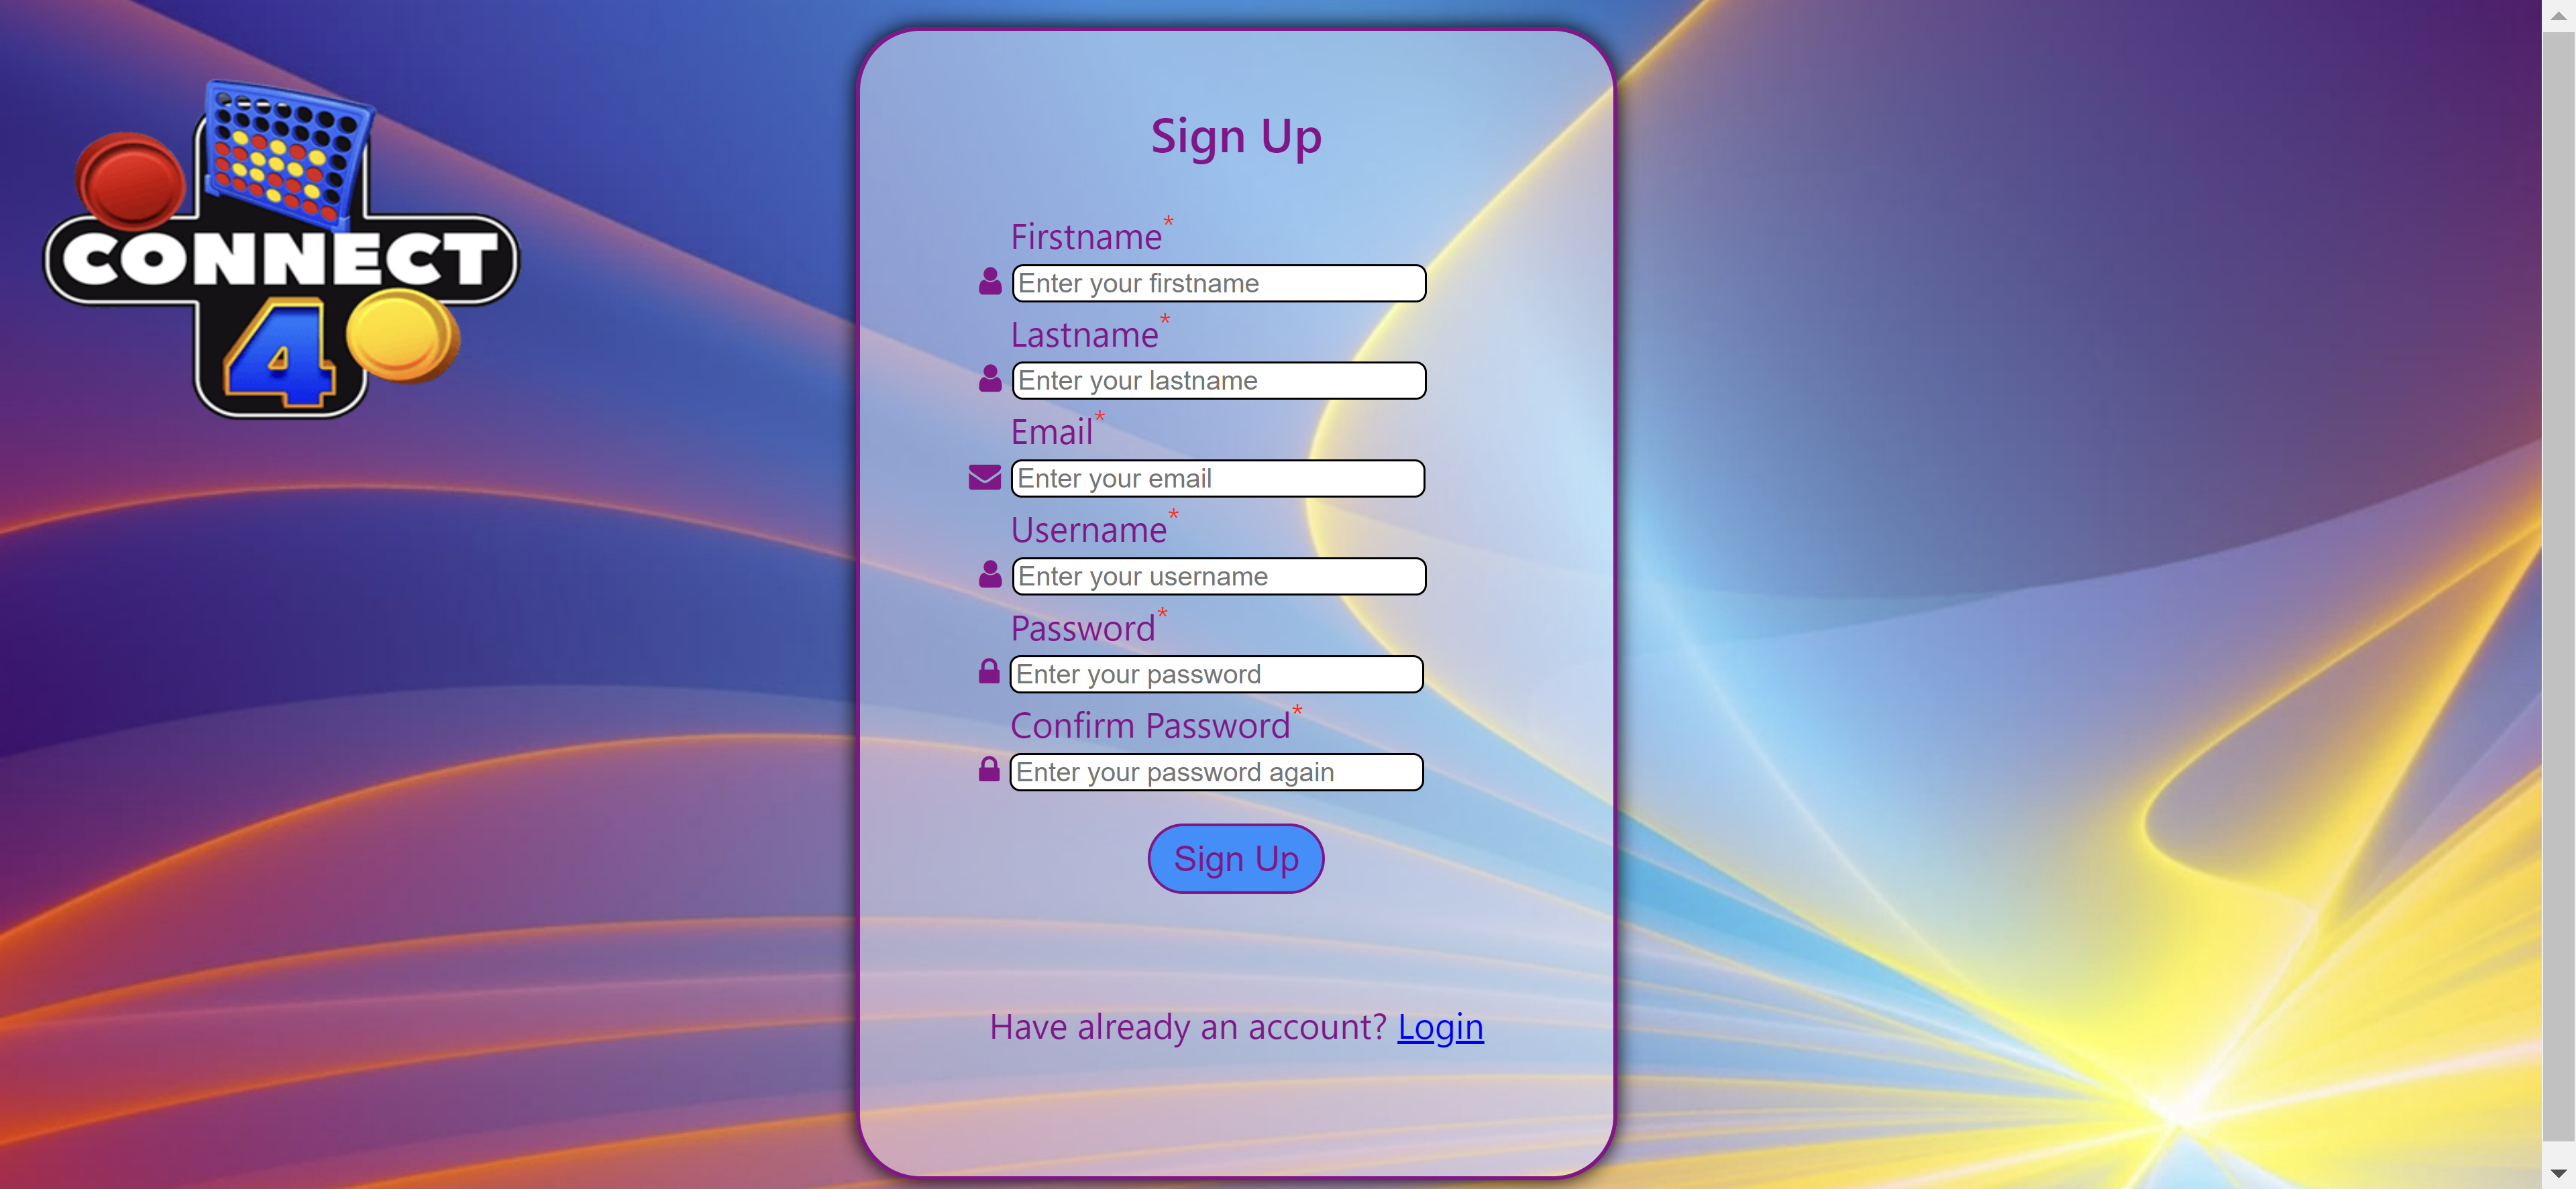 CONNECT
4
Sign Up
Firstname*
Enter your firstname
Lastname*
Enter your lastname
Email*
Enter your email
Username*
Enter your username
Password*
Enter your password
Confirm Password*
Enter your password again
Sign Up
Have already an account? Login